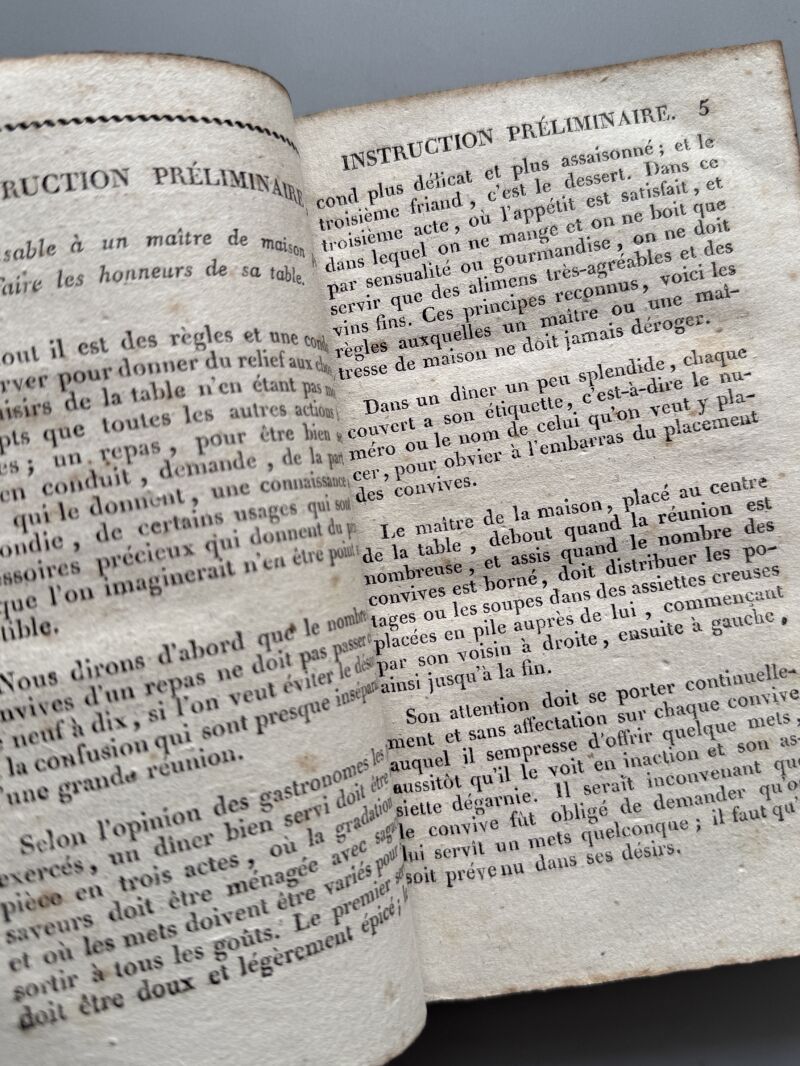 RUCTION PRÉLIMINAIRE,
sable à un maître de maison
faire les honneurs de sa table.
out il est des règles et une
rver pour donner du relief aux
aisirs de la table n'en étant pas
pts que toutes les autres actions
es ; un repas, pour être bien
en conduit, demande, de la part
qui le donnent, une connaissance
ondie, de certains usages qui sont
ssoires précieux qui donnent du
que l'on imaginerait n'en être point
tible.
Nous dirons d'abord que le nombre
nvives d'un repas ne doit pas passer
neuf à dix, si l'on veut éviter le
la confusion qui sont presque
'une grande réunion.
Selon l'opinion des gastronomes les
exercés, un dîner bien servi doit être
pièce en trois actes, où la gradation
saveurs doit être ménagée avec
et où les mets doivent être variés pour
sortir à tous les goûts. Le premier
doit être doux et légèrement épicé ;
INSTRUCTION PRÉLIMINAIRE. 5
cond plus délicat et plus assaisonné ; et le
troisième friand, c'est le dessert. Dans ce
troisième acte, où l'appétit est satisfait, et
dans lequel on ne mange et on ne boit que
par sensualité ou gourmandise, on ne doit
servir que des alimens très-agréables et des
vins fins. Ces principes reconnus, voici les
règles auxquelles un maître ou une maî-
tresse de maison ne doit jamais déroger.
Dans un dîner un peu splendide, chaque
couvert a son étiquette, c'est-à-dire le nu-
méro ou le nom de celui qu'on veut y pla-
cer, pour obvier à l'embarras du placement
des convives.
Le maître de la maison, placé au centre
de la table, debout quand la réunion est
nombreuse, et assis quand le nombre des
convives est borné, doit distribuer les po-
tages ou les soupes dans des assiettes creuses
placées en pile auprès de lui, commençant
par son voisin à droite, ensuite à gauche,
ainsi jusqu'à la fin.
Son attention doit se porter continuelle-
ment et sans affectation sur chaque convive
auquel il sempresse d'offrir quelque mets,
aussitôt qu'il le voit en inaction et son as-
siette dégarnie. Il serait inconvenant que
le convive fût obligé de demander qu'o
lui servît un mets quelconque ; il faut qu'
soit prévenu dans ses désirs.